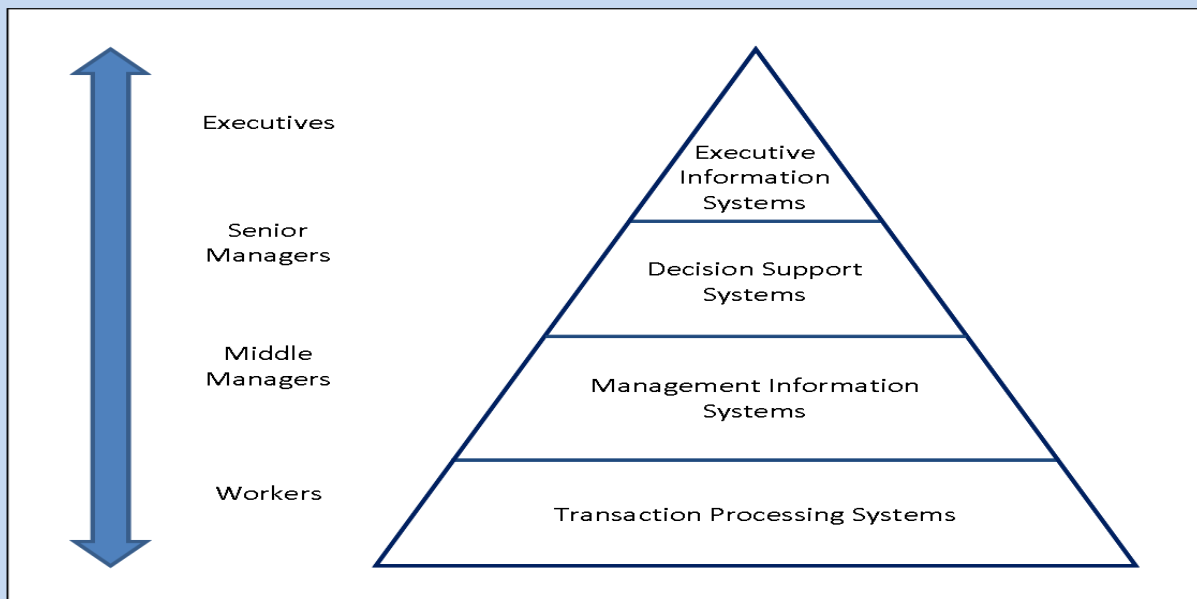 Executives
Executive
Information
Systems
Senior
Managers
Decision Support
Systems
Middle
Managers
Management Information
Systems
Workers
Transaction Processing Systems